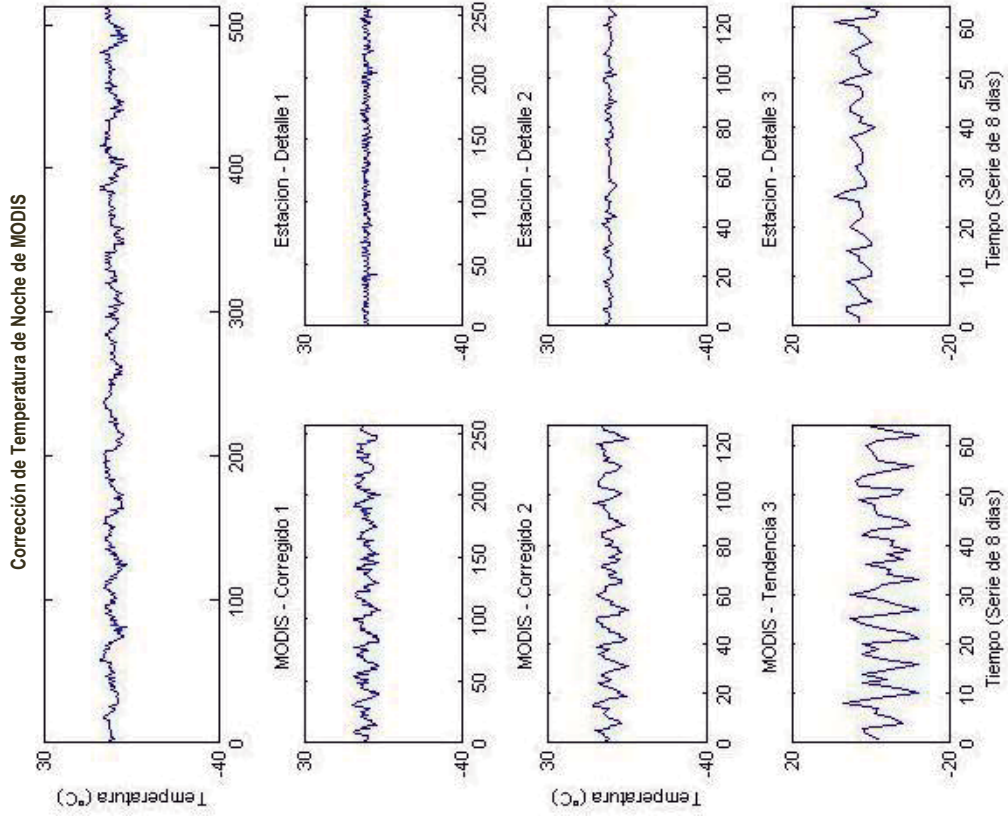 Corrección de Temperatura de Noche de MODIS
Temperatura (°C)
30
-40
0 100 200 300 400 500
MODIS - Corregido 1
30
-40
0 50 100 150 200 250
Estacion - Detalle 1
30
-40
0 50 100 150 200 250
MODIS - Corregido 2
Temperatura (°C)
30
-40
0 20 40 60 80 100 120
Estacion - Detalle 2
30
-40
0 20 40 60 80 100 120
MODIS - Tendencia 3
20
-20
0 10 20 30 40 50 60
Tiempo (Serie de 8 dias)
Estacion - Detalle 3
20
-20
0 10 20 30 40 50 60
Tiempo (Serie de 8 dias)